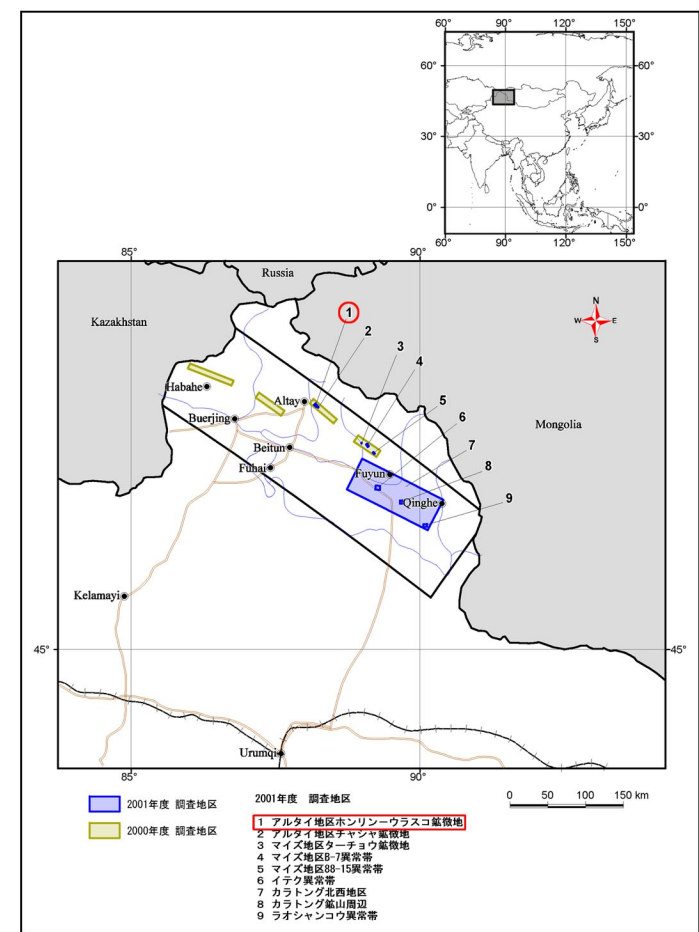 60° 90° 120° 150°
60° 60°
30° 30°
0° 0°
60° 90° 120° 150°
85° 90°
Russia
Kazakhstan
1
2
N
W E
S
3
4
Habahe
Altay
5
Buerjing
6
Mongolia
7
Beitun
8
Fuhai
Fuyun
9
Qinghe
Kelamayi
45° 45°
Urumqi
85° 90°
0 50 100 150 km
2001年度 調査地区
2000年度 調査地区
2001年度 調査地区
1 アルタイ地区ホンリンーウラスコ鉱徴地
2 アルタイ地区チャシャ鉱徴地
3 マイズ地区ターチョウ鉱徴地
4 マイズ地区B-7異常帯
5 マイズ地区88-15異常帯
6 イテク異常帯
7 カラトング北西地区
8 カラトング鉱山周辺
9 ラオシャンコウ異常帯